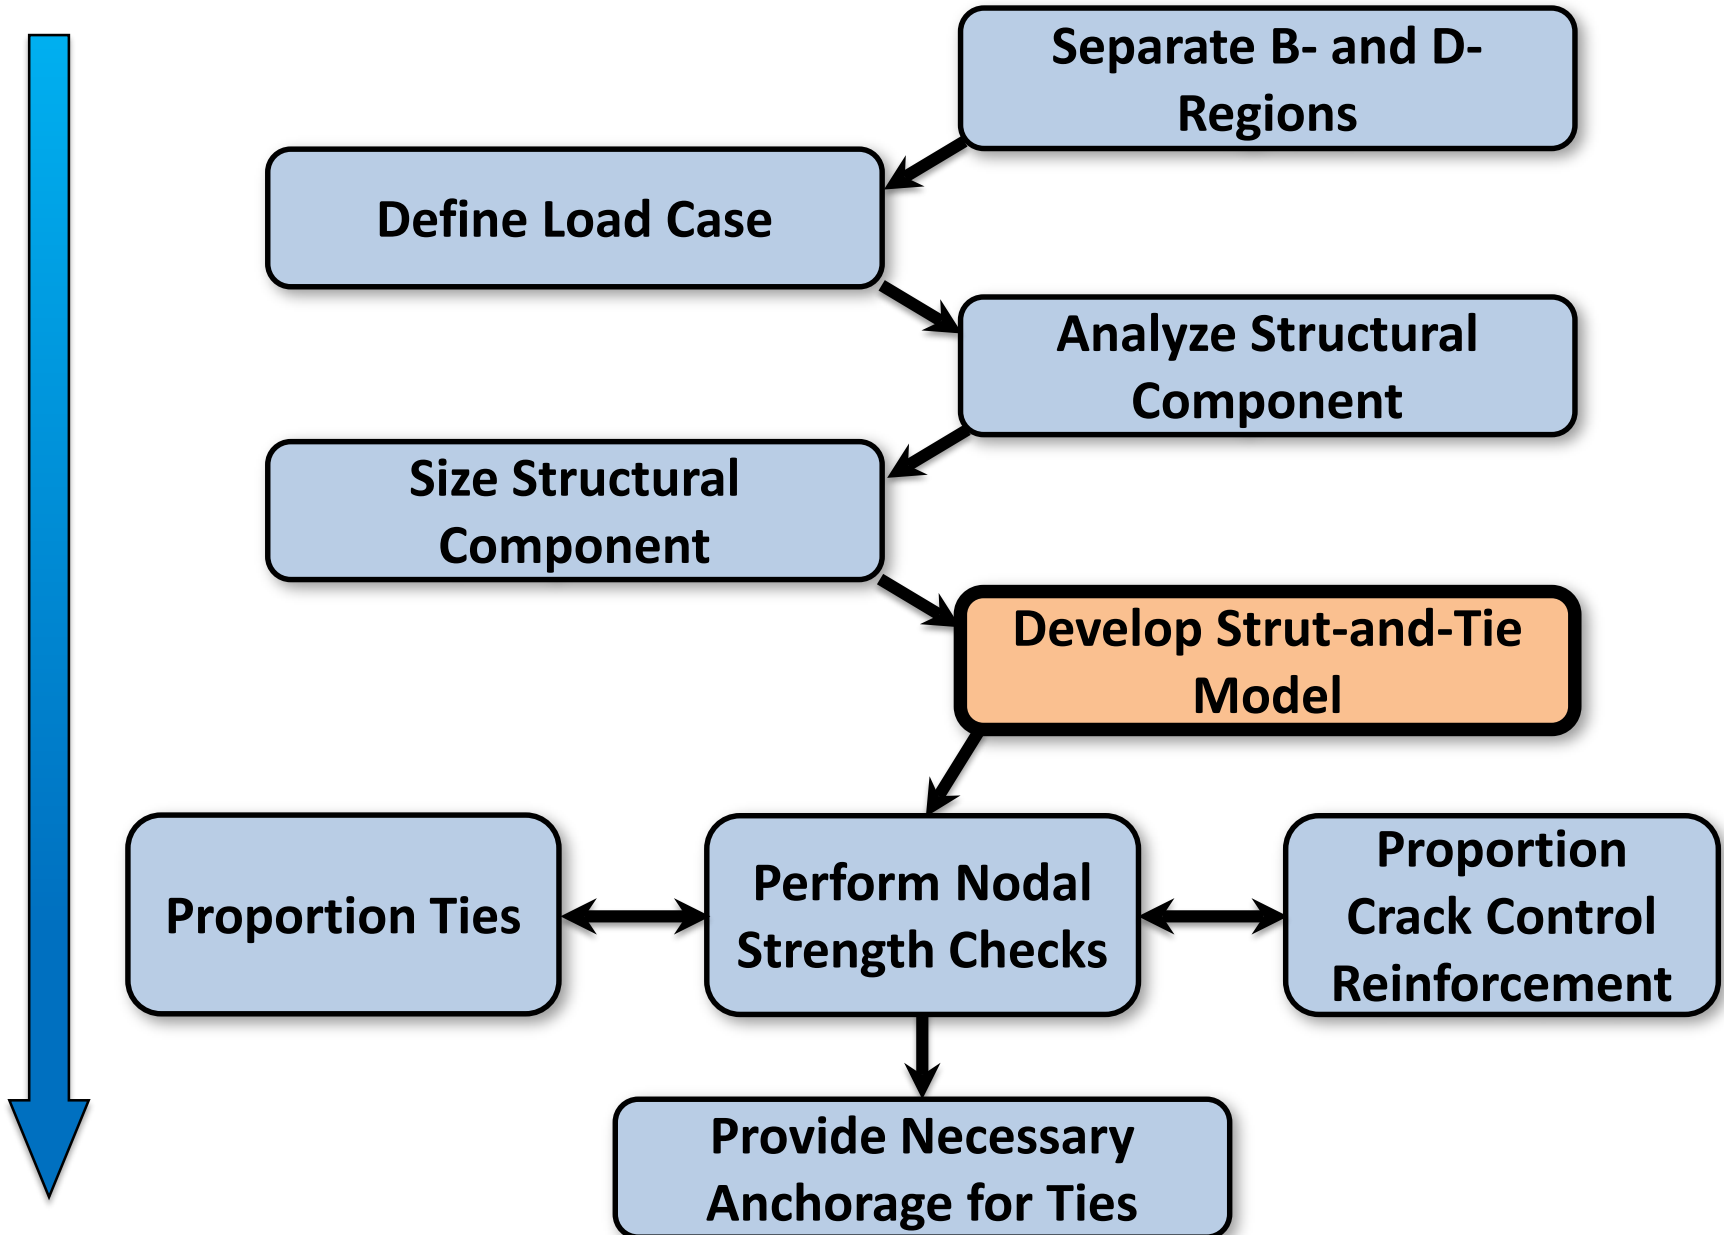 Separate B- and D-
Regions
Define Load Case
Analyze Structural
Component
Size Structural
Component
Develop Strut-and-Tie
Model
Proportion Ties
Perform Nodal
Strength Checks
Proportion
Crack Control
Reinforcement
Provide Necessary
Anchorage for Ties